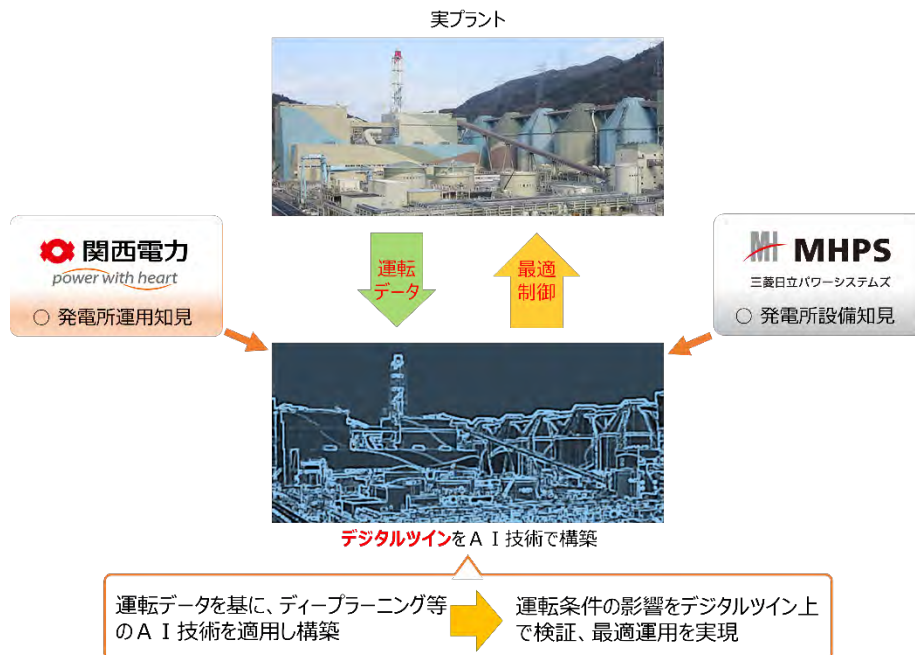 実プラント
関西電力
power with heart
○ 発電所運用知見
運転
データ
最適
制御
MHPS
三菱日立パワーシステムズ
○ 発電所設備知見
デジタルツインをＡＩ技術で構築
運転データを基に、ディープラーニング等
のＡＩ技術を適用し構築
運転条件の影響をデジタルツイン上
で検証、最適運用を実現